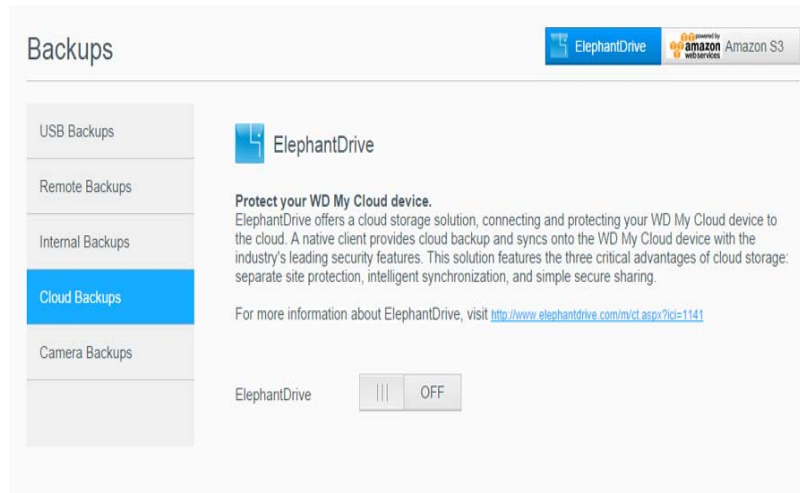 Backups
ElephantDrive
powered by
amazon
webservices
Amazon S3
USB Backups
Remote Backups
Internal Backups
Cloud Backups
Camera Backups
ElephantDrive
Protect your WD My Cloud device.
ElephantDrive offers a cloud storage solution, connecting and protecting your WD My Cloud device to
the cloud. A native client provides cloud backup and syncs onto the WD My Cloud device with the
industry's leading security features. This solution features the three critical advantages of cloud storage:
separate site protection, intelligent synchronization, and simple secure sharing.
For more information about ElephantDrive, visit http://www.elephantdrive.com/m/ct.aspx?ici=1141
ElephantDrive
OFF